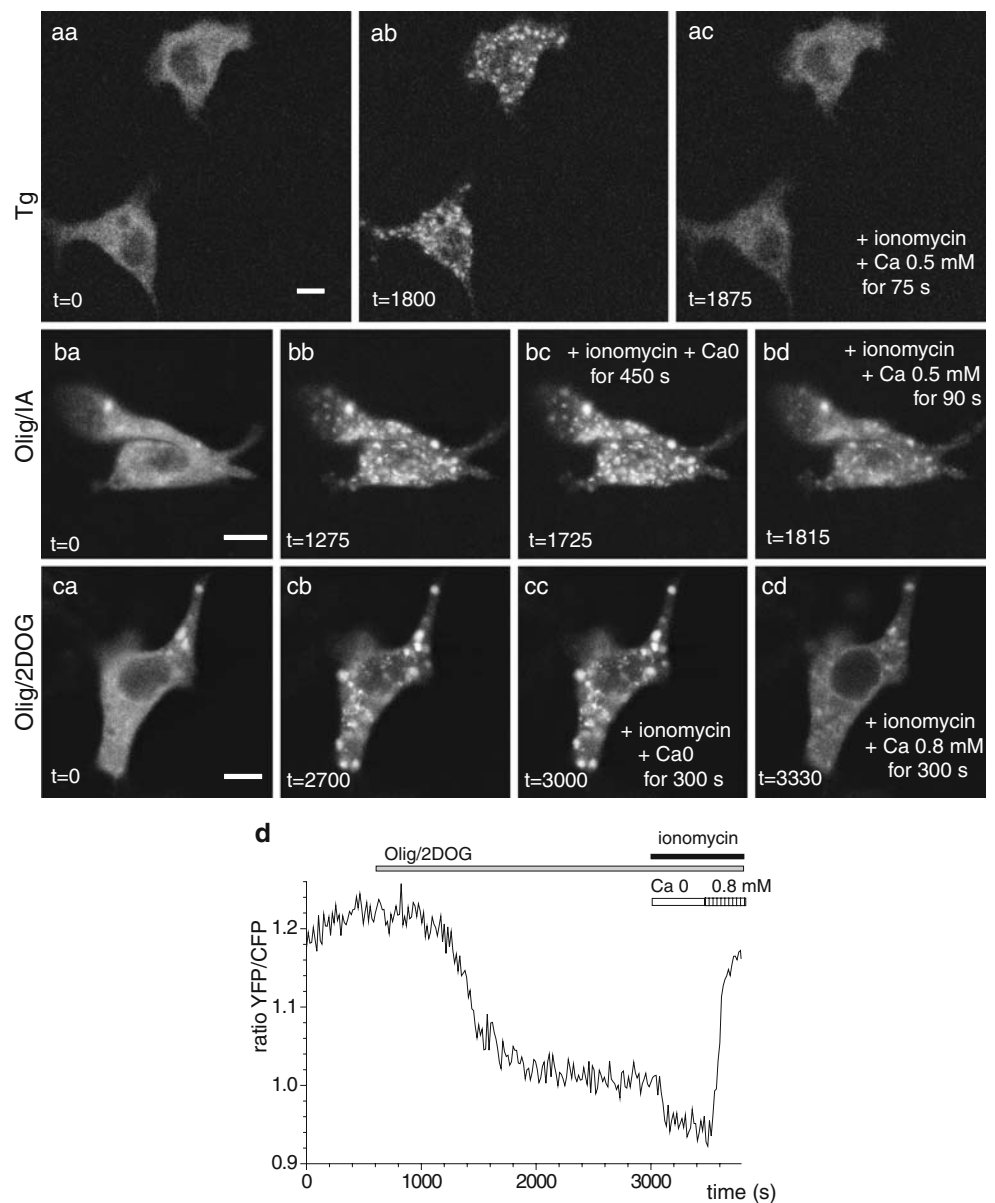 aa
ab
ac
Tg
t=0
t=1800
t=1875
+ ionomycin
+ Ca 0.5 mM
for 75 s
ba
bb
bc
+ ionomycin + Ca0
for 450 s
bd
+ ionomycin
+ Ca 0.5 mM
for 90 s
Olig/IA
t=0
t=1275
t=1725
t=1815
ca
cb
cc
cd
Olig/2DOG
+ ionomycin
+ Ca0
for 300 s
+ ionomycin
+ Ca 0.8 mM
for 300 s
t=0
t=2700
t=3000
t=3330
d
ionomycin
Olig/2DOG
Ca 0
0.8 mM
ratio YFP/CFP
1.2
1.1
1.0
0.9
0
1000
2000
3000
time (s)